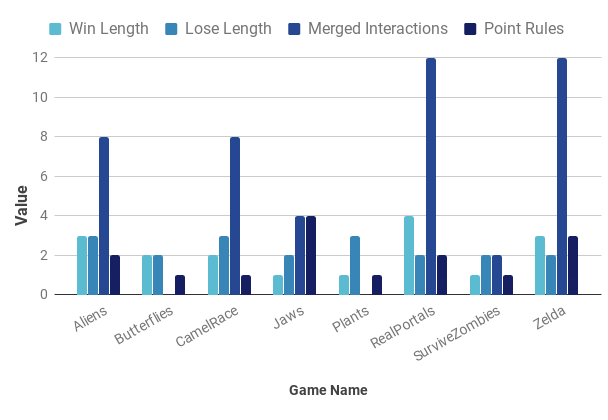 Win Length Lose Length Merged Interactions Point Rules
12
10
8
6
4
2
0
Value
Aliens Butterflies CamelRace Jaws Plants RealPortals SurviveZombies Zelda
Game Name